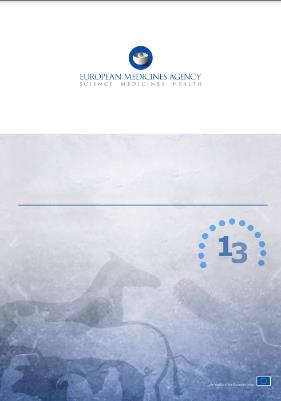 EUROPEAN MEDICINES AGENCY
SCIENCE MEDICINES HEALTH
13